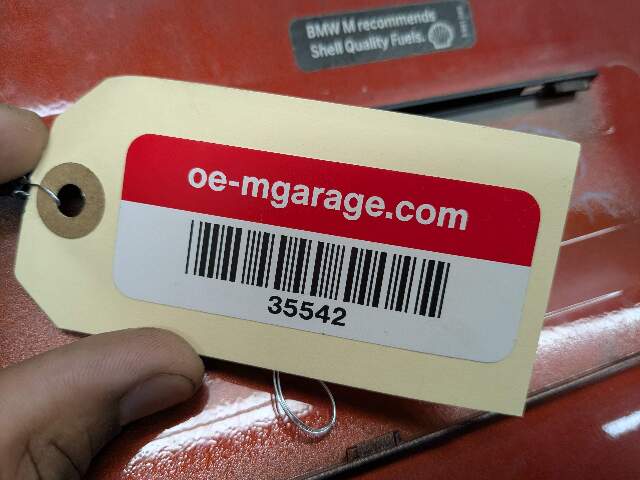 BMW M recommends
Shell Quality Fuels.
oe-mgarage.com
35542